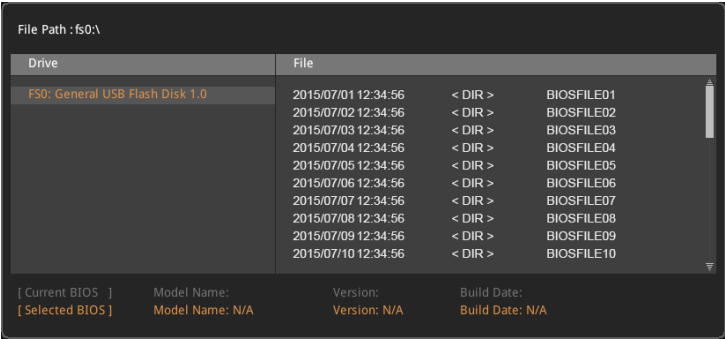 File Path : fs0:\
Drive File
FS0: General USB Flash Disk 1.0
2015/07/01 12:34:56 < DIR > BIOSFILE01
2015/07/02 12:34:56 < DIR > BIOSFILE02
2015/07/03 12:34:56 < DIR > BIOSFILE03
2015/07/04 12:34:56 < DIR > BIOSFILE04
2015/07/05 12:34:56 < DIR > BIOSFILE05
2015/07/06 12:34:56 < DIR > BIOSFILE06
2015/07/07 12:34:56 < DIR > BIOSFILE07
2015/07/08 12:34:56 < DIR > BIOSFILE08
2015/07/09 12:34:56 < DIR > BIOSFILE09
2015/07/10 12:34:56 < DIR > BIOSFILE10
[ Current BIOS ] Model Name: Version: Build Date:
[ Selected BIOS ] Model Name: N/A Version: N/A Build Date: N/A